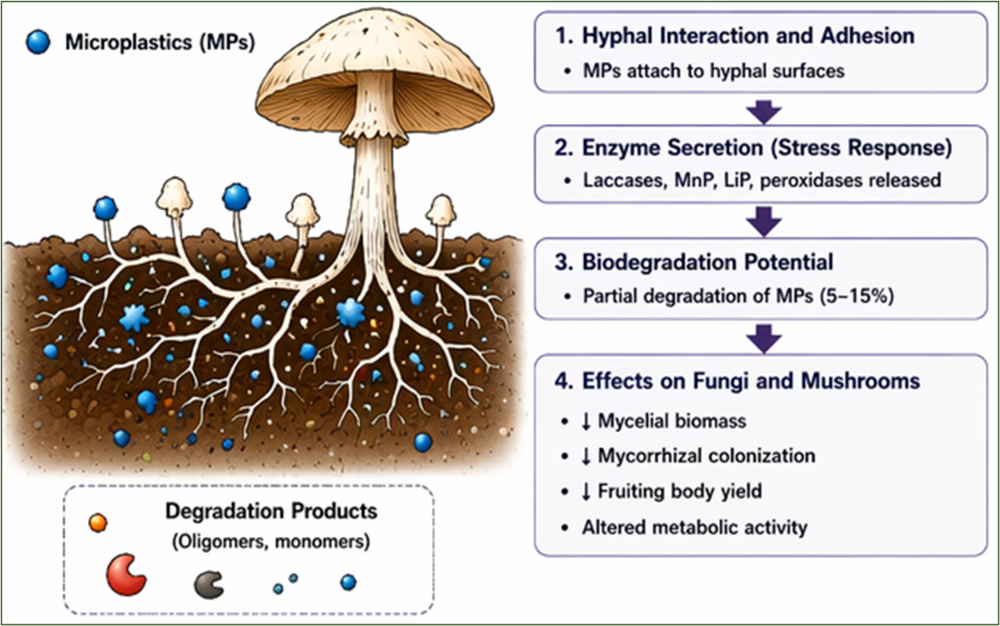 Microplastics (MPs)
1. Hyphal Interaction and Adhesion
• MPs attach to hyphal surfaces
2. Enzyme Secretion (Stress Response)
• Laccases, MnP, LiP, peroxidases released
3. Biodegradation Potential
• Partial degradation of MPs (5–15%)
4. Effects on Fungi and Mushrooms
• ↓ Mycelial biomass
• ↓ Mycorrhizal colonization
• ↓ Fruiting body yield
• Altered metabolic activity
Degradation Products
(Oligomers, monomers)